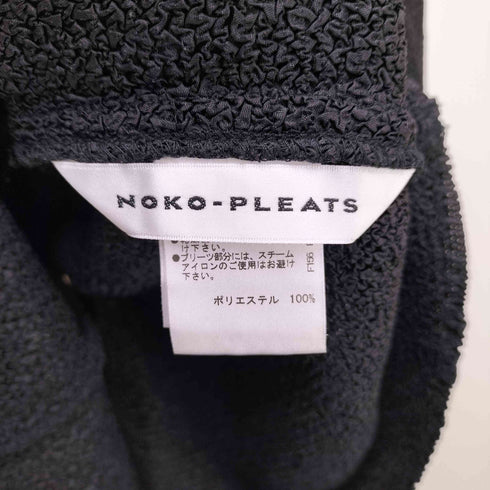 NOKO-PLEATS
け下さい。
●プリーツ部分には、スチーム
アイロンのご使用はお避け
け下さい。
ポリエステル 100%